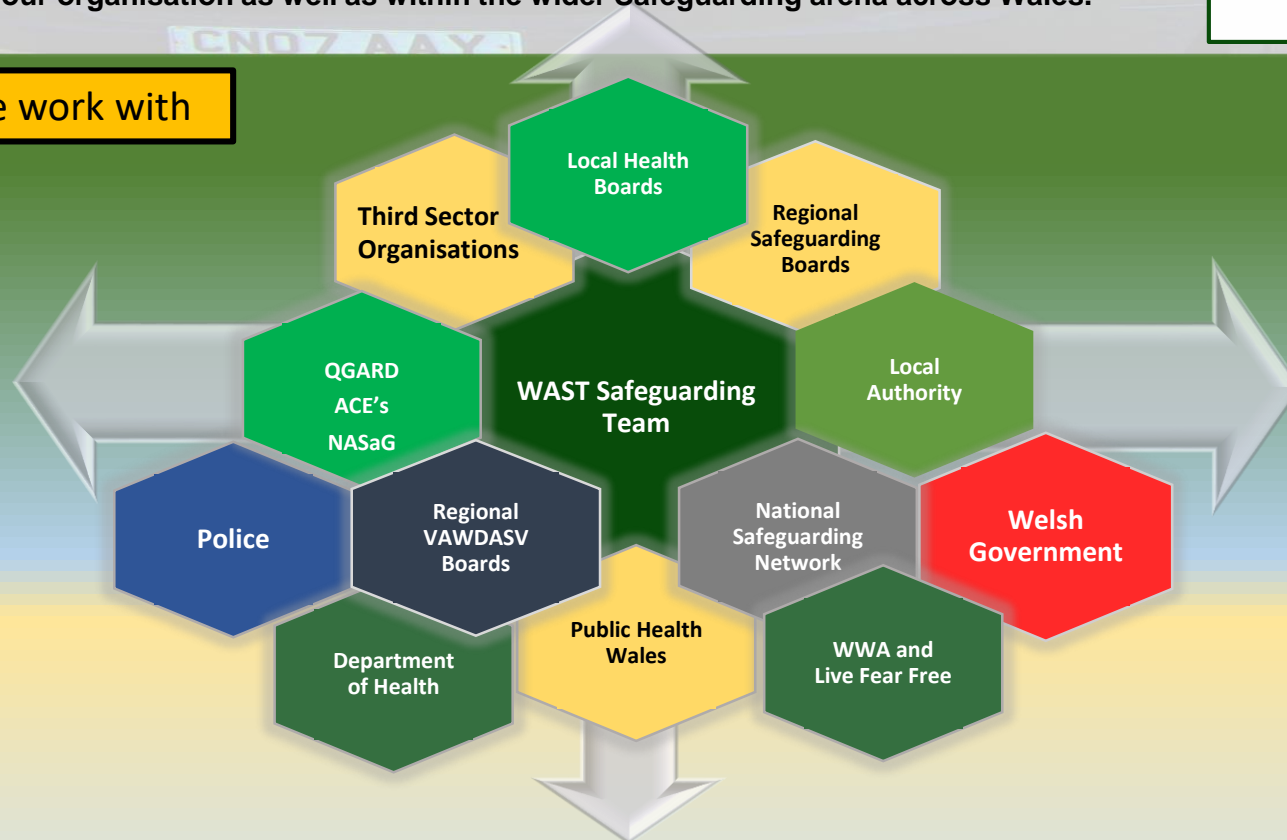 our organisation as well as within the wider Safeguarding arena across Wales.
CN07 AAY
work with
Local Health
Boards
Third Sector
Organisations
Regional
Safeguarding
Boards
QGARD
ACE’s
NASaG
WAST Safeguarding
Team
Local
Authority
Police
Regional
VAWDASV
Boards
National
Safeguarding
Network
Welsh
Government
Department
of Health
Public Health
Wales
WWA and
Live Fear Free